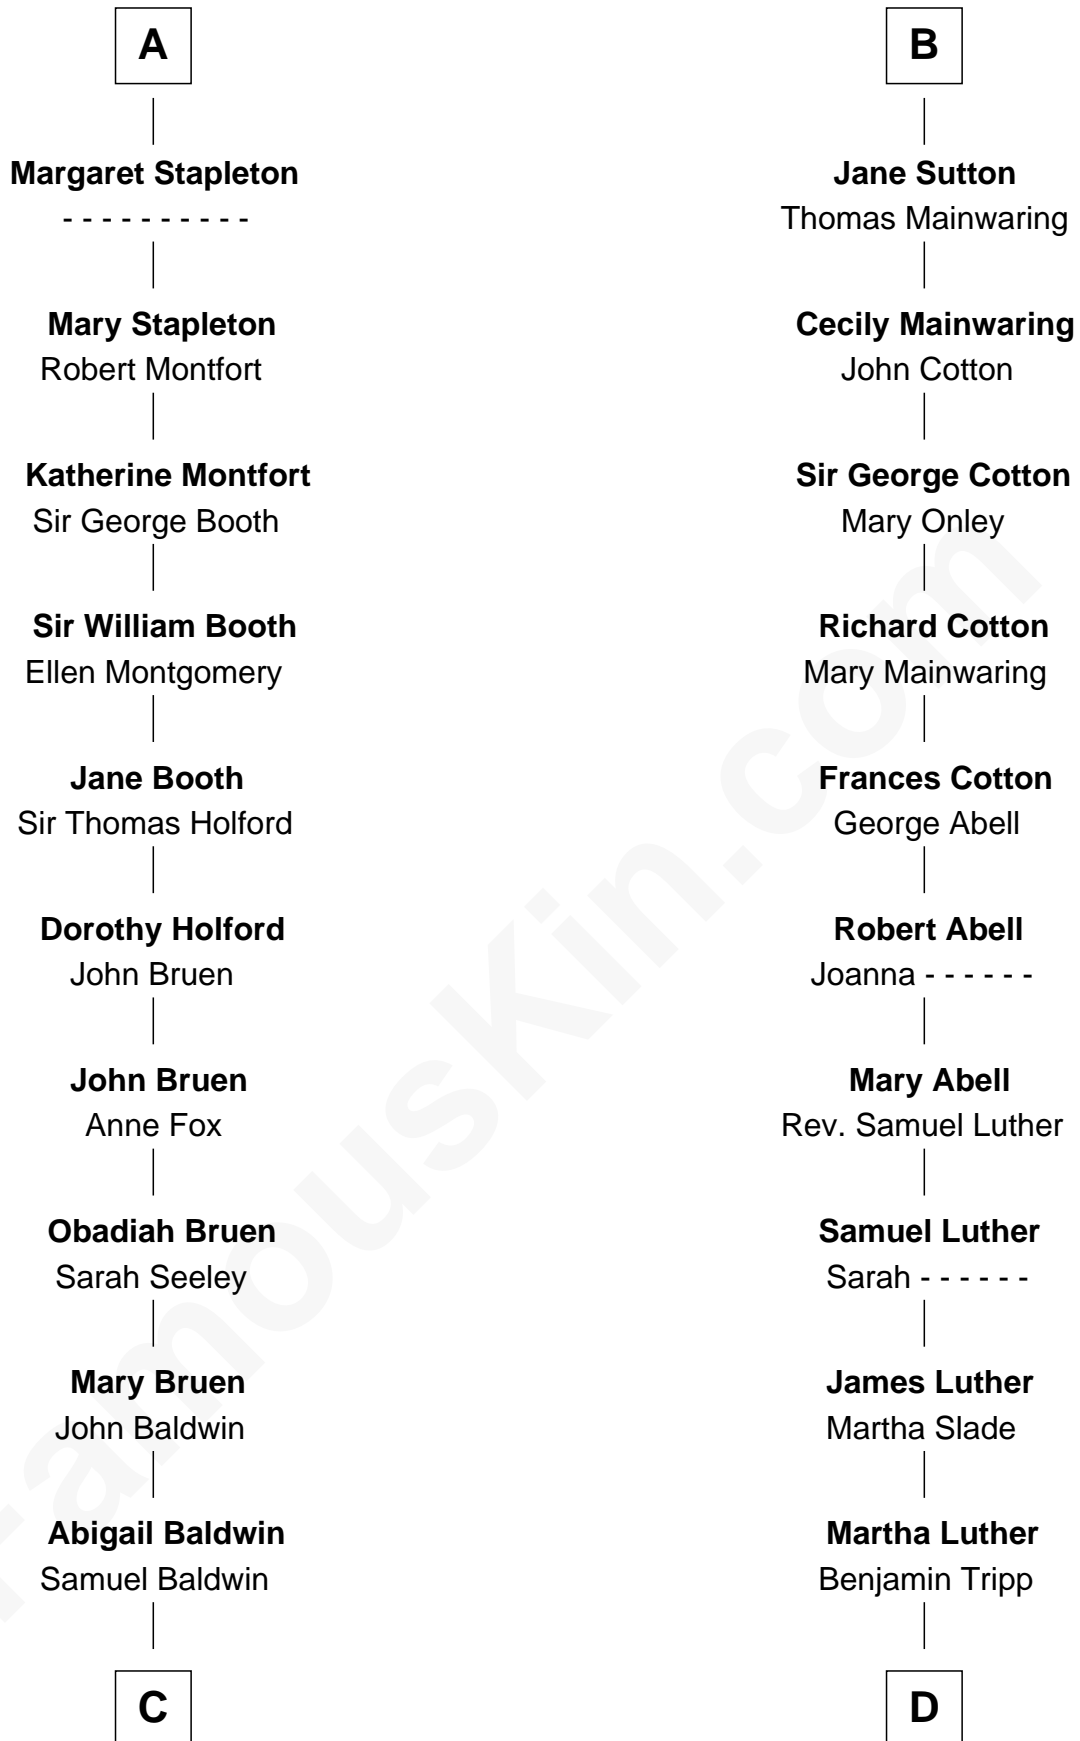 A
Margaret Stapleton
- - - - - - - - - -
Mary Stapleton
Robert Montfort
Katherine Montfort
Sir George Booth
Sir William Booth
Ellen Montgomery
Jane Booth
Sir Thomas Holford
Dorothy Holford
John Bruen
John Bruen
Anne Fox
Obadiah Bruen
Sarah Seeley
Mary Bruen
John Baldwin
Abigail Baldwin
Samuel Baldwin
C
B
Jane Sutton
Thomas Mainwaring
Cecily Mainwaring
John Cotton
Sir George Cotton
Mary Onley
Richard Cotton
Mary Mainwaring
Frances Cotton
George Abell
Robert Abell
Joanna - - - - - -
Mary Abell
Rev. Samuel Luther
Samuel Luther
Sarah - - - - - -
James Luther
Martha Slade
Martha Luther
Benjamin Tripp
D
FamousKin.com